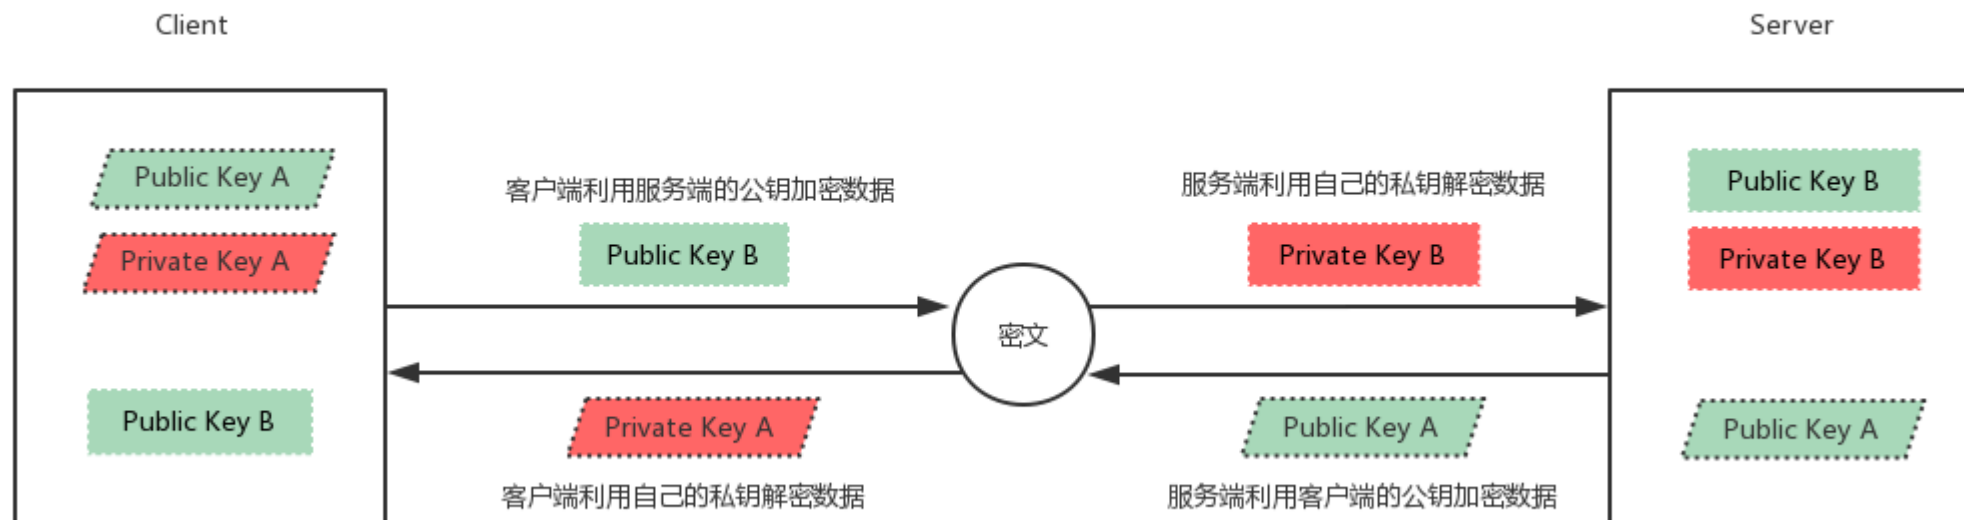 Client
Server
Public Key A
Private Key A
Public Key B
客户端利用服务端的公钥加密数据
Public Key B
服务端利用自己的私钥解密数据
Private Key B
密文
Private Key A
客户端利用自己的私钥解密数据
Public Key A
服务端利用客户端的公钥加密数据
Public Key B
Private Key B
Public Key A